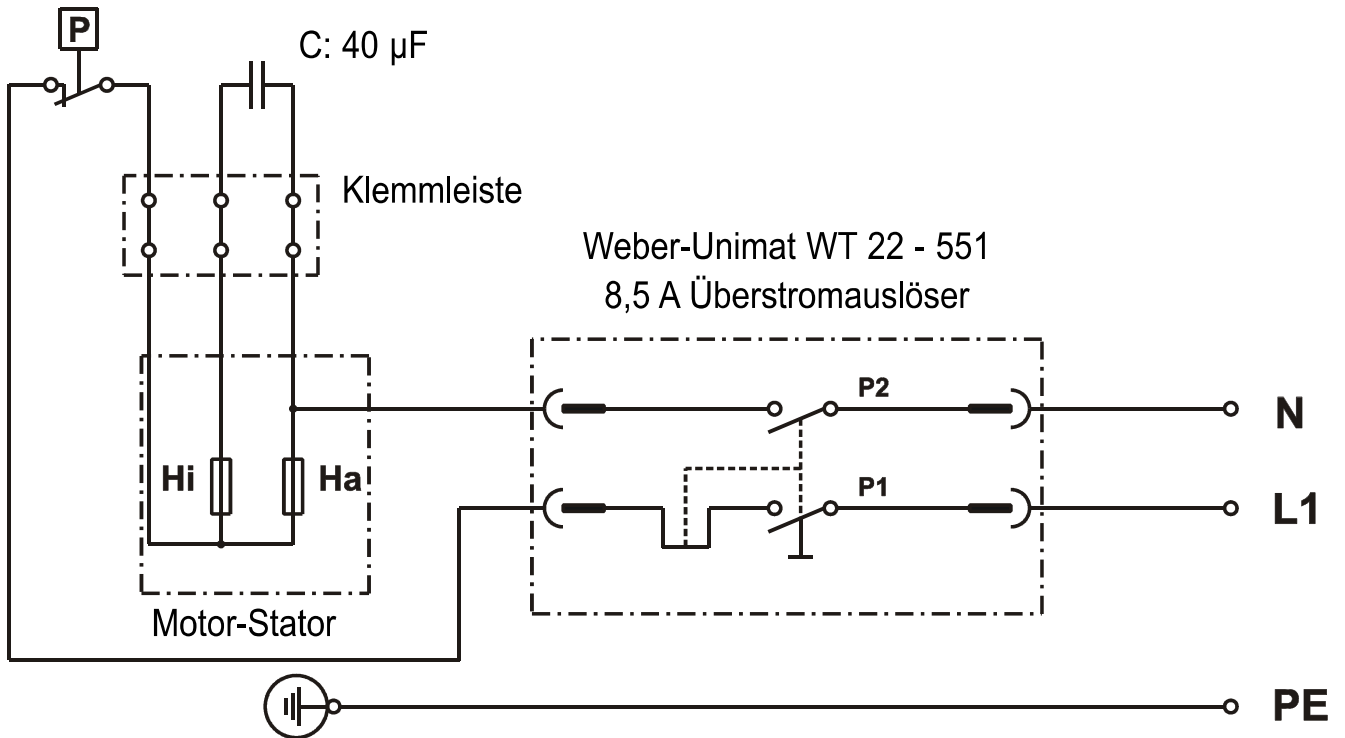 P
C: 40 µF
Klemmleiste
Weber-Unimat WT 22 - 551
8,5 A Überstromauslöser
P2
N
Hi
Ha
P1
L1
Motor-Stator
PE